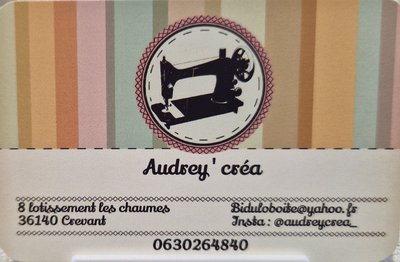 Audrey' créa
8 lotissement les chaumes
36140 Crevant
Biduloboite@yahoo.fr
Insta : @audreycrea_
0630264840